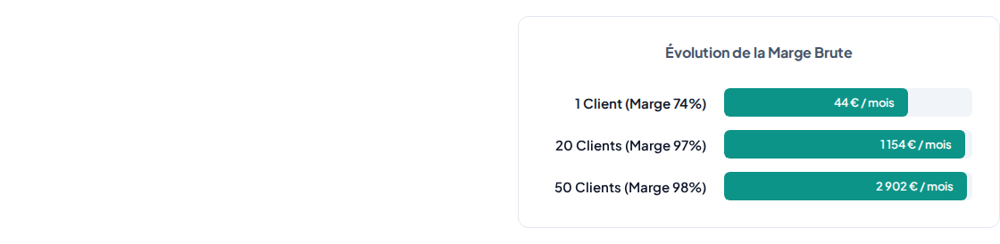 Évolution de la Marge Brute
1 Client (Marge 74%)
44 € / mois
20 Clients (Marge 97%)
1 154 € / mois
50 Clients (Marge 98%)
2 902 € / mois